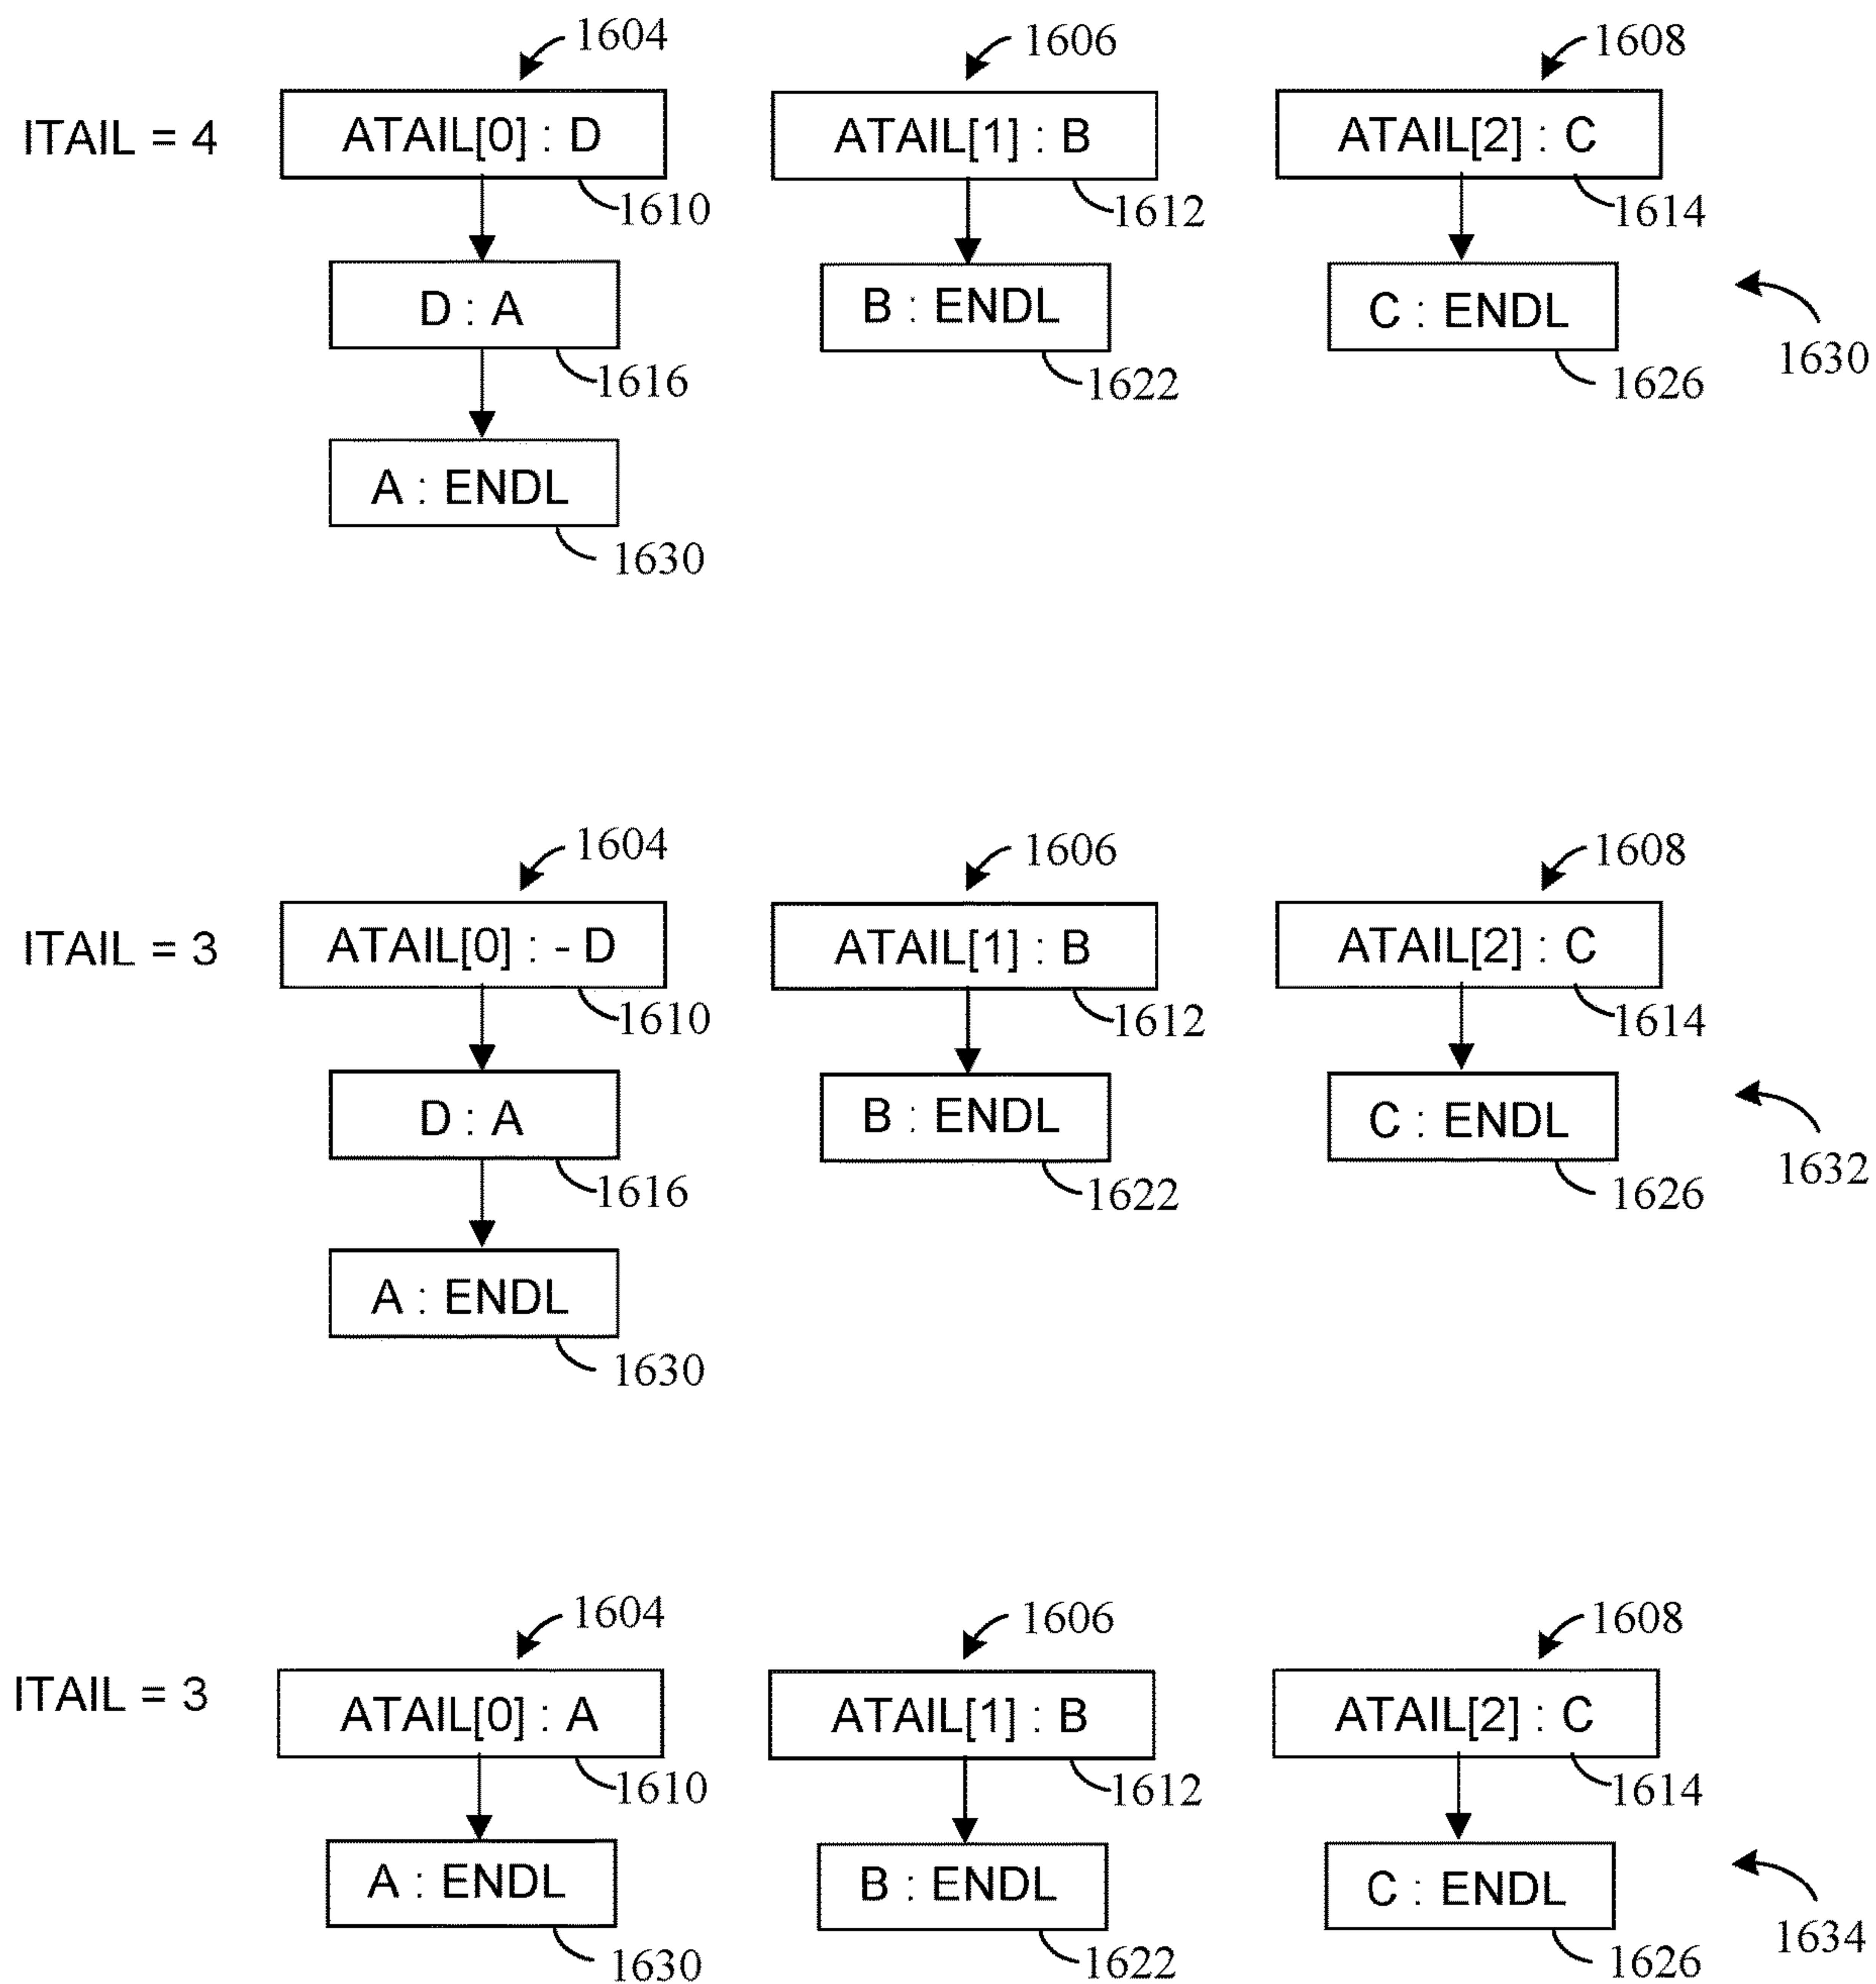 1604 1606 1608
ITAIL = 4 ATAIL[0] : D ATAIL[1] : B ATAIL[2] : C
1610 1612 1614
D : A B : ENDL C : ENDL
1630
1616 1622 1626
A : ENDL
1630
1604 1606 1608
ITAIL = 3 ATAIL[0] : - D ATAIL[1] : B ATAIL[2] : C
1610 1612 1614
D : A B : ENDL C : ENDL
1632
1616 1622 1626
A : ENDL
1630
1604 1606 1608
ITAIL = 3 ATAIL[0] : A ATAIL[1] : B ATAIL[2] : C
1610 1612 1614
A : ENDL B : ENDL C : ENDL
1634
1630 1622 1626